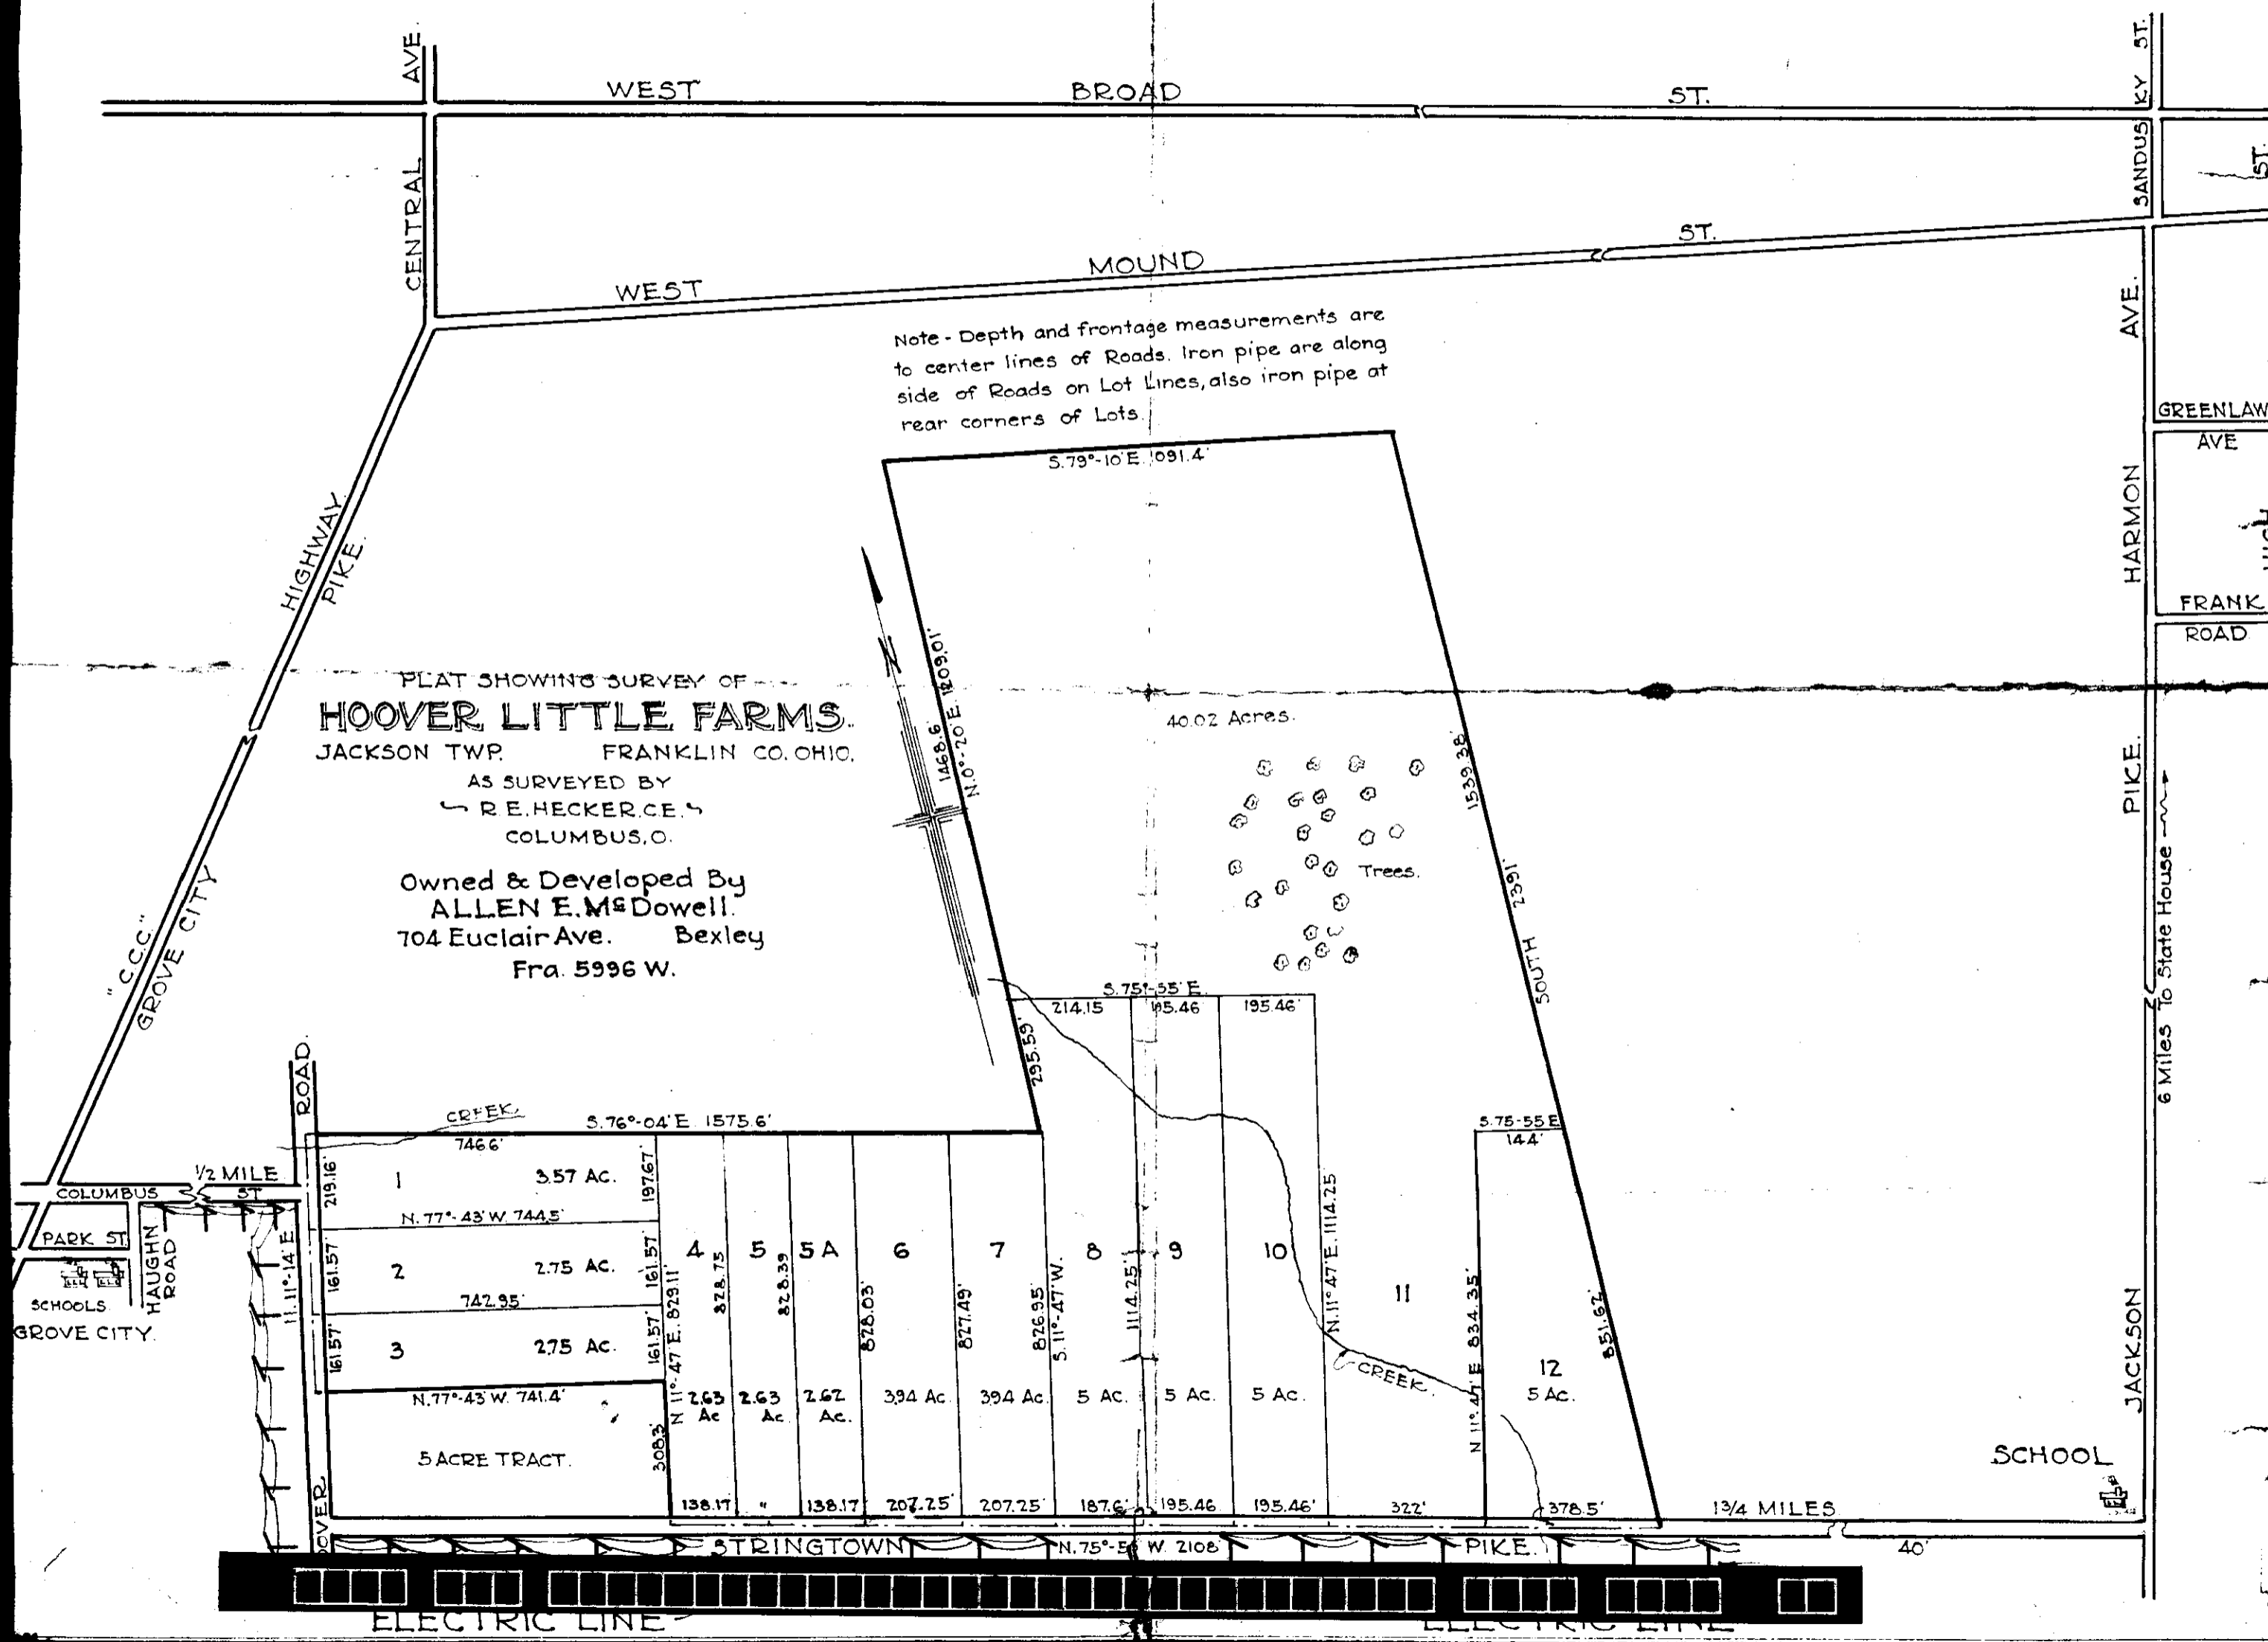 CENTRAL AVE.
WEST BROAD ST.
SANDUSKY ST.
ST.
WEST MOUND ST.
Note - Depth and frontage measurements are
to center lines of Roads. Iron pipe are along
side of Roads on Lot Lines, also iron pipe at
rear corners of Lots.
S. 79°-10' E. 1091.4'
HARMON AVE.
GREENLAW
AVE
FRANK
ROAD
HIGHWAY
PIKE.
"C.C.C."
GROVE CITY
PLAT SHOWING SURVEY OF
HOOVER LITTLE FARMS.
JACKSON TWP. FRANKLIN CO. OHIO.
AS SURVEYED BY
R. E. HECKER. C.E.
COLUMBUS, O.
Owned & Developed By
ALLEN E. McDowell.
704 Euclair Ave. Bexley
Fra. 5996 W.
N
1209.01'
1468.6'
N. 0°-20' E.
295.59'
40.02 Acres.
Trees.
1539.38'
SOUTH 2391'
851.62'
JACKSON PIKE.
6 Miles To State House
S. 75°-55' E.
214.15 195.46 195.46'
S. 75-55 E
144'
ROAD.
CREEK.
S. 76°-04' E. 1575.6'
746.6'
219.16'
1 3.57 Ac.
197.67'
N. 77°-43' W. 744.5'
161.57'
2 2.75 Ac.
161.57'
742.95'
161.57'
3 2.75 Ac.
161.57'
N. 77°-43' W. 741.4'
5 ACRE TRACT.
308.3'
1/2 MILE
COLUMBUS ST
PARK ST.
HAUGHN
ROAD
SCHOOLS.
GROVE CITY.
11°-14' E
4 5 5A 6 7 8 9 10 11 12
N 11°-47' E. 829.11'
828.75
828.39
828.03'
827.49'
826.95'
S. 11°-47' W.
1114.25'
N. 11°47' E. 1114.25
N 11°-47' E 834.35'
CREEK.
2.63
Ac
2.63
Ac.
2.62
Ac.
3.94 Ac.
3.94 Ac.
5 Ac.
5 Ac.
5 Ac.
5 Ac.
138.17' " 138.17 207.25' 207.25' 187.6' 195.46 195.46' 322' 378.5'
1 3/4 MILES
SCHOOL
STRINGTOWN PIKE.
W. 2108'
40'
ELECTRIC LINE ELECTRIC LINE